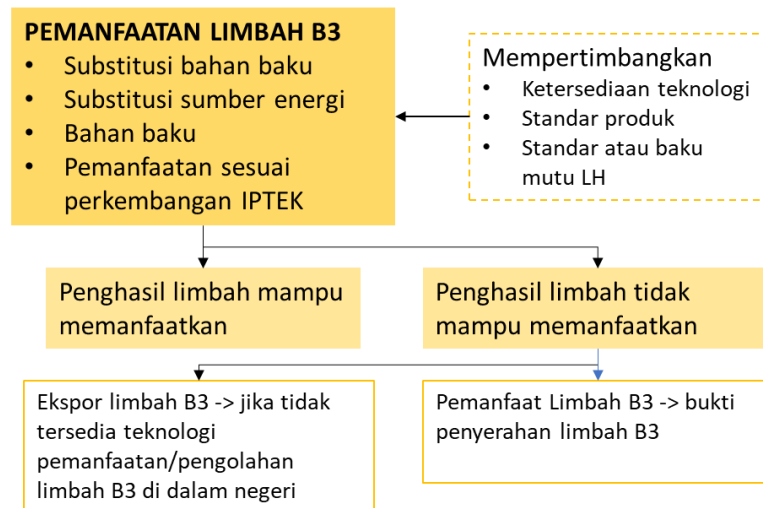 PEMANFAATAN LIMBAH B3
• Substitusi bahan baku
• Substitusi sumber energi
• Bahan baku
• Pemanfaatan sesuai
perkembangan IPTEK
Mempertimbangkan
• Ketersediaan teknologi
• Standar produk
• Standar atau baku
mutu LH
Penghasil limbah mampu
memanfaatkan
Penghasil limbah tidak
mampu memanfaatkan
Ekspor limbah B3 -> jika tidak
tersedia teknologi
pemanfaatan/pengolahan
limbah B3 di dalam negeri
Pemanfaat Limbah B3 -> bukti
penyerahan limbah B3